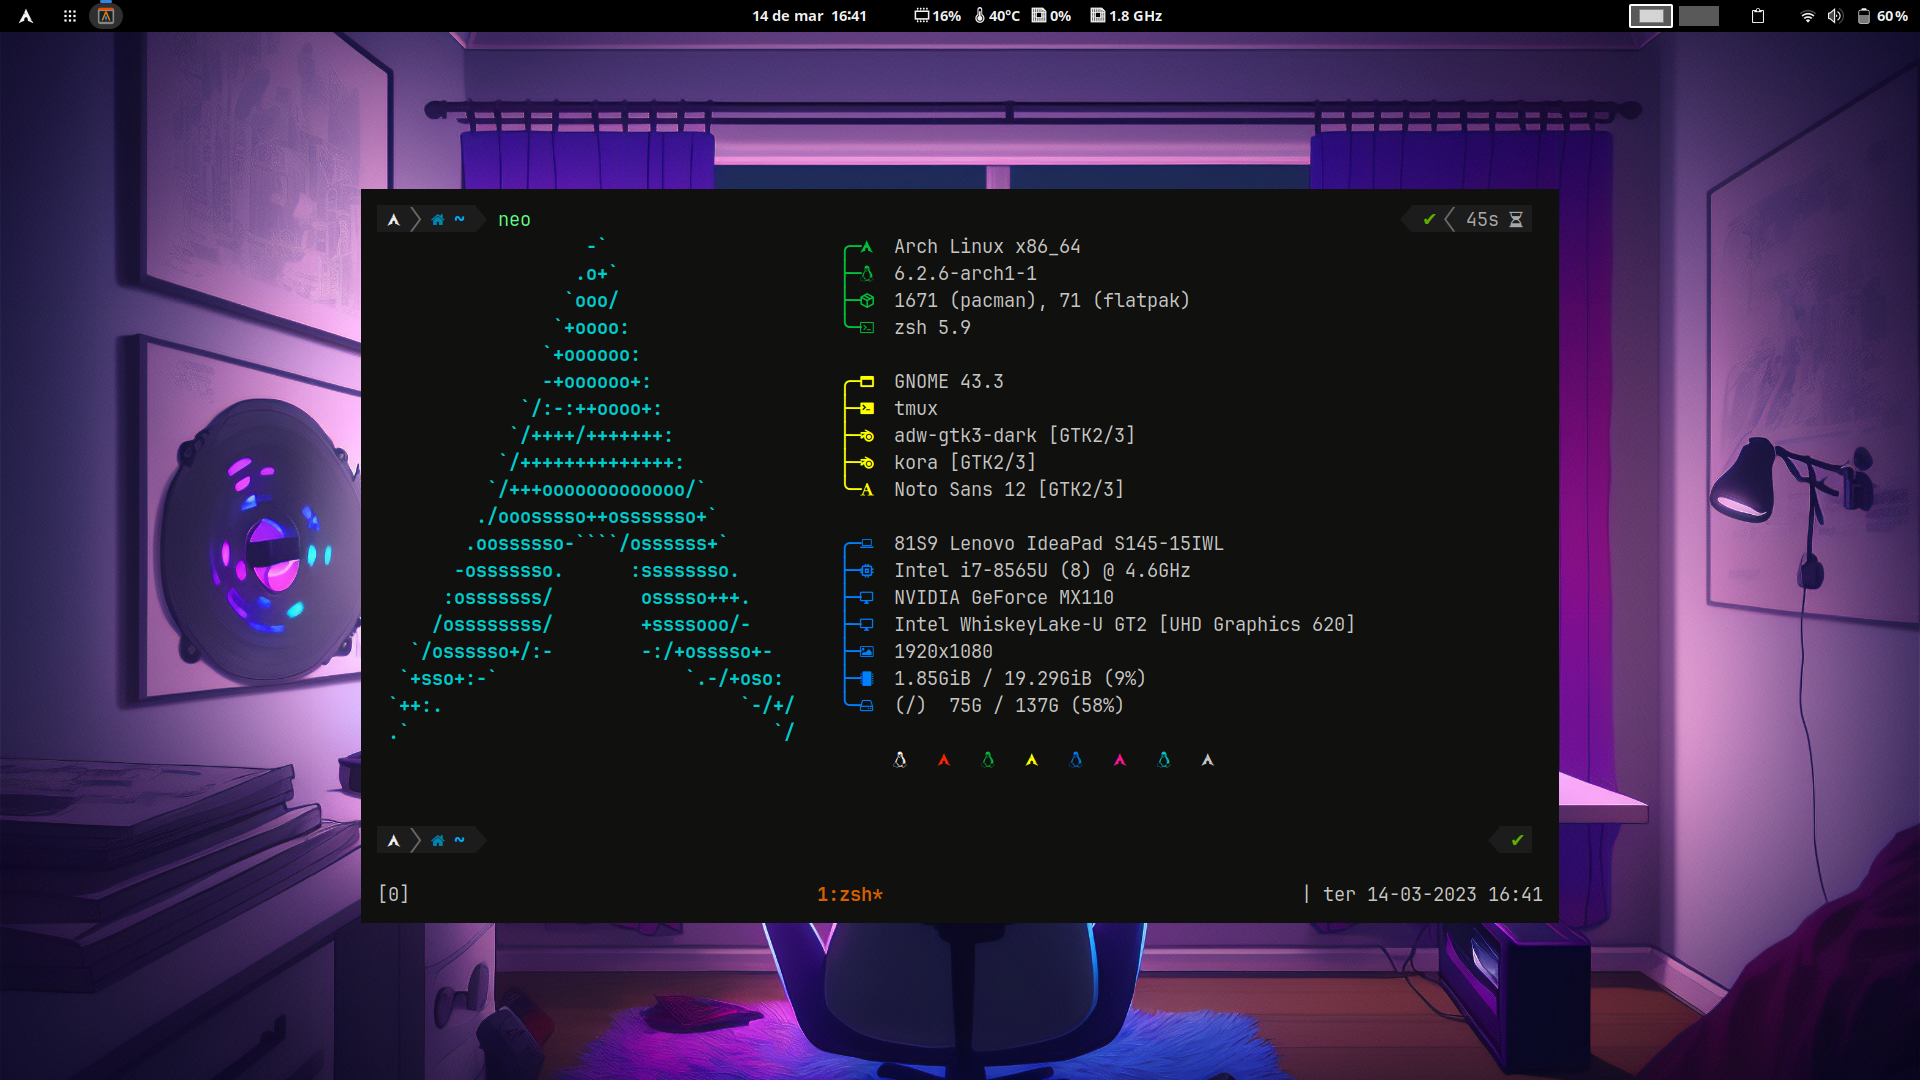 14 de mar 16:41 16% 40°C 0% 1.8 GHz 60 %
~ neo ✔ 45s
-`
.o+`
`ooo/
`+oooo:
`+oooooo:
-+oooooo+:
`/:-:++oooo+:
`/++++/+++++++:
`/++++++++++++++:
`/+++ooooooooooooo/`
./ooosssso++osssssso+`
.oossssso-````/ossssss+`
-osssssso. :ssssssso.
:osssssss/ osssso+++.
/ossssssss/ +ssssooo/-
`/ossssso+/:- -:/+osssso+-
`+sso+:-` `.-/+oso:
`++:. `-/+/
.` `/
Arch Linux x86_64
6.2.6-arch1-1
1671 (pacman), 71 (flatpak)
zsh 5.9
GNOME 43.3
tmux
adw-gtk3-dark [GTK2/3]
kora [GTK2/3]
Noto Sans 12 [GTK2/3]
81S9 Lenovo IdeaPad S145-15IWL
Intel i7-8565U (8) @ 4.6GHz
NVIDIA GeForce MX110
Intel WhiskeyLake-U GT2 [UHD Graphics 620]
1920x1080
1.85GiB / 19.29GiB (9%)
(/) 75G / 137G (58%)
~ ✔
[0] 1:zsh* | ter 14-03-2023 16:41